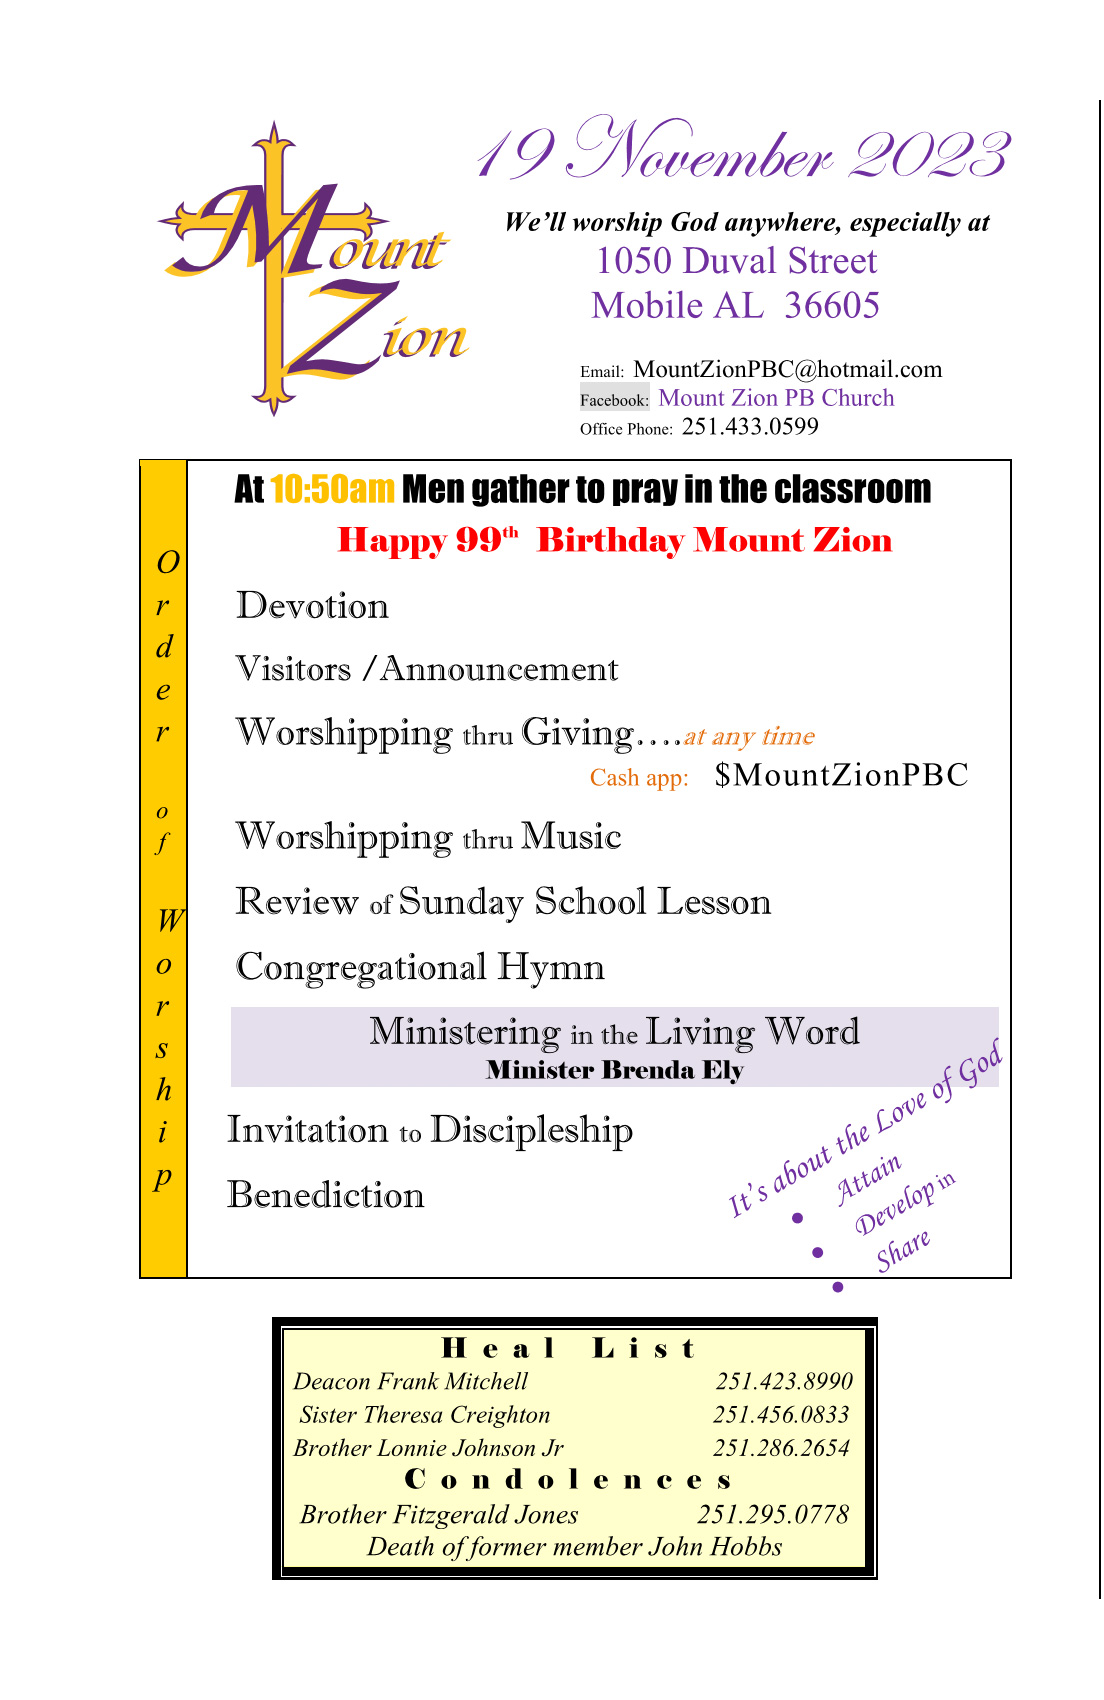 Mount
Zion
19 November 2023
We’ll worship God anywhere, especially at
1050 Duval Street
Mobile AL  36605
Email:  MountZionPBC@hotmail.com
Facebook:  Mount Zion PB Church
Office Phone:  251.433.0599
Order of Worship
At 10:50am Men gather to pray in the classroom
Happy 99th  Birthday Mount Zion
Devotion
Visitors /Announcement
Worshipping thru Giving….at any time
Cash app:   $MountZionPBC
Worshipping thru Music
Review of Sunday School Lesson
Congregational Hymn
Ministering in the Living Word
Minister Brenda Ely
Invitation to Discipleship
Benediction
It’s about the Love of God
• Attain
• Develop in
• Share
Heal List
Deacon Frank Mitchell 251.423.8990
Sister Theresa Creighton 251.456.0833
Brother Lonnie Johnson Jr 251.286.2654
Condolences
Brother Fitzgerald Jones 251.295.0778
Death of former member John Hobbs